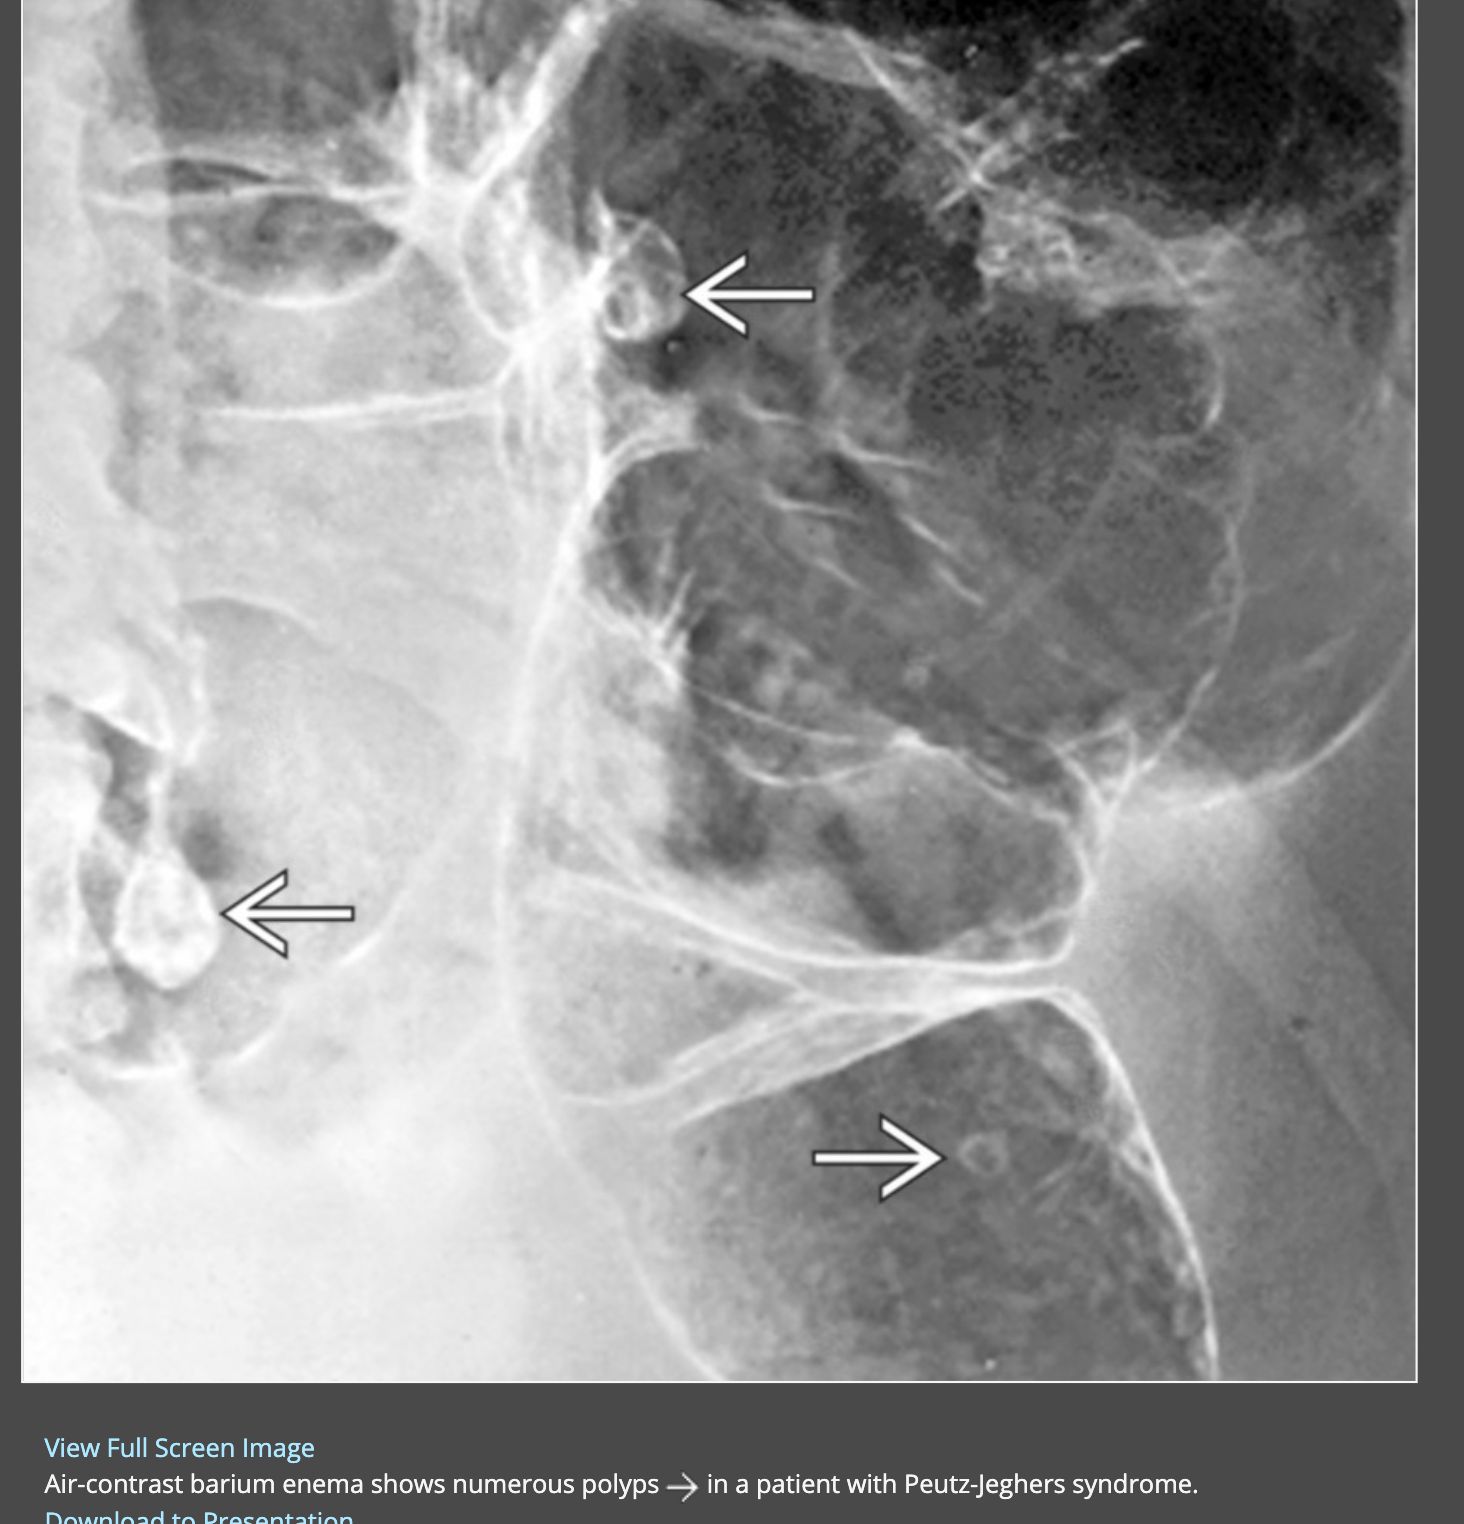 View Full Screen Image
Air-contrast barium enema shows numerous polyps → in a patient with Peutz-Jeghers syndrome.
Download to Presentation